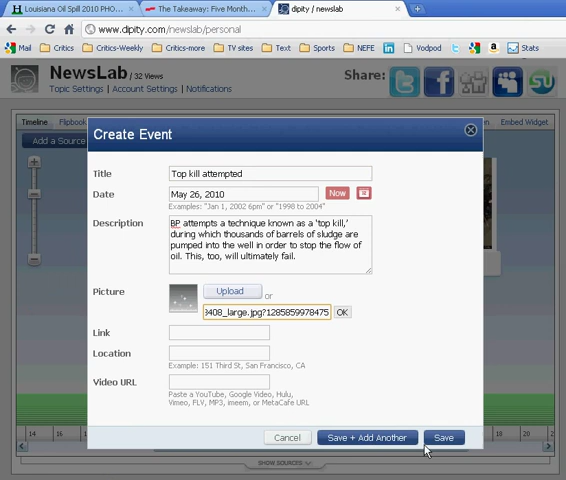 Louisiana Oil Spill 2010 PHO...
The Takeaway: Five Month...
dipity / newslab
www.dipity.com/newslab/personal
Mail
Critics
Critics-Weekly
Critics-more
TV sites
Text
Sports
NEFE
Vodpod
Stats
NewsLab / 32 Views
Topic Settings | Account Settings | Notifications
Share:
Timeline
Flipbook
Embed Widget
Add a Source
Create Event
Title
Top kill attempted
Date
May 26, 2010
Now
Examples: "Jan 1, 2002 6pm" or "1998 to 2004"
Description
BP attempts a technique known as a 'top kill,'
during which thousands of barrels of sludge are
pumped into the well in order to stop the flow of
oil. This, too, will ultimately fail.
Picture
Upload
or
408_large.jpg?1285859978475
OK
Link
Location
Example: 151 Third St, San Francisco, CA
Video URL
Paste a YouTube, Google Video, Hulu,
Vimeo, FLV, MP3, imeem, or MetaCafe URL
Cancel
Save + Add Another
Save
14
16
SHOW SOURCES